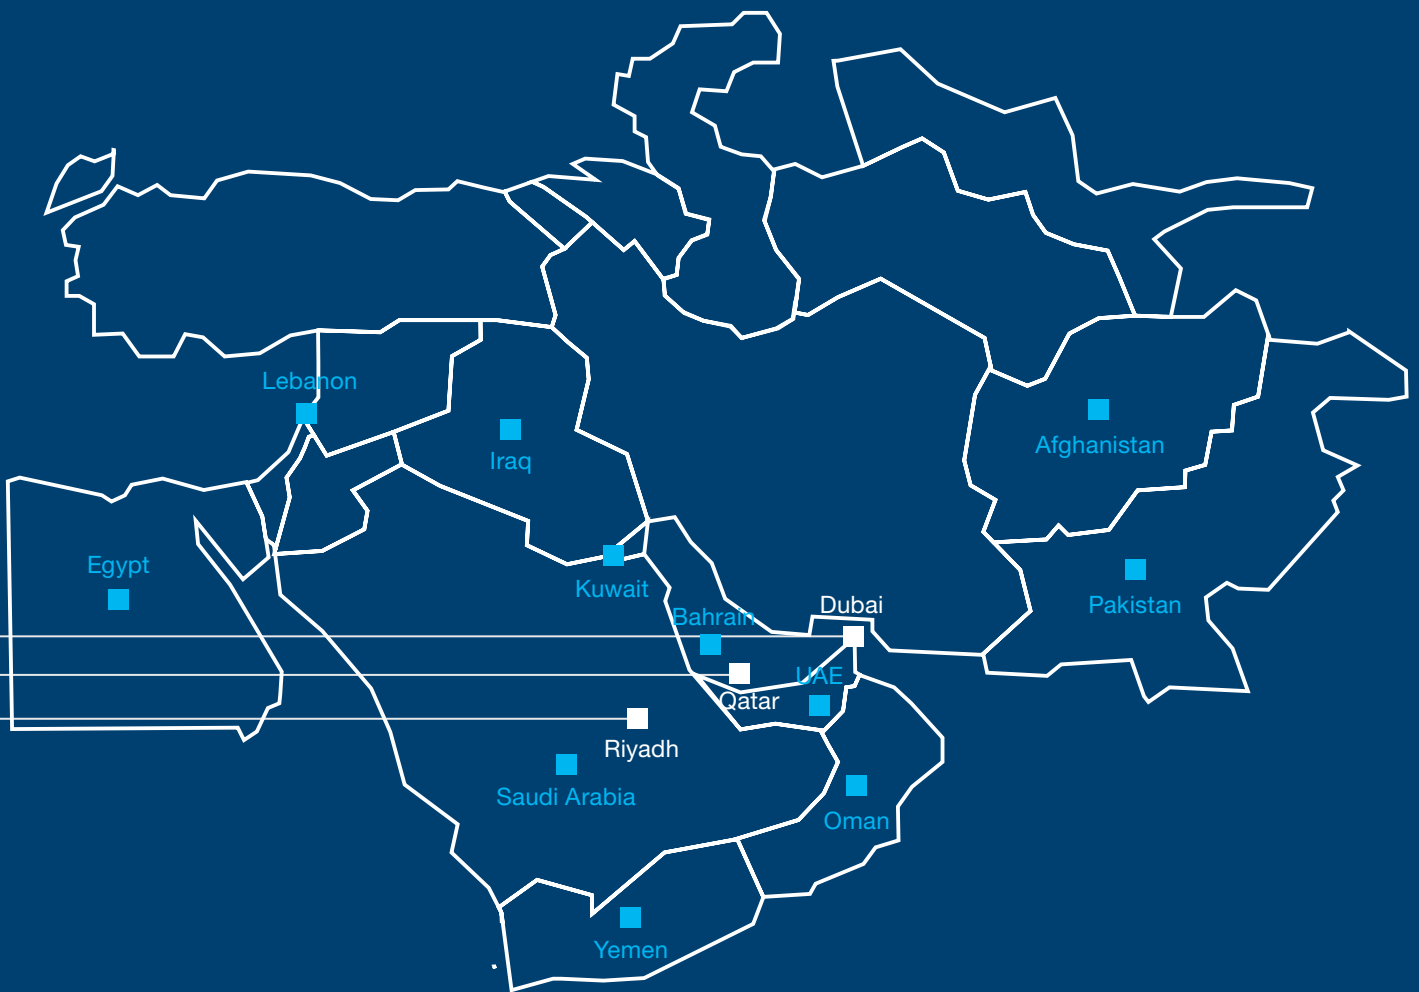 Lebanon
Iraq
Afghanistan
Egypt
Kuwait
Bahrain
Dubai
Pakistan
UAE
Qatar
Riyadh
Saudi Arabia
Oman
Yemen